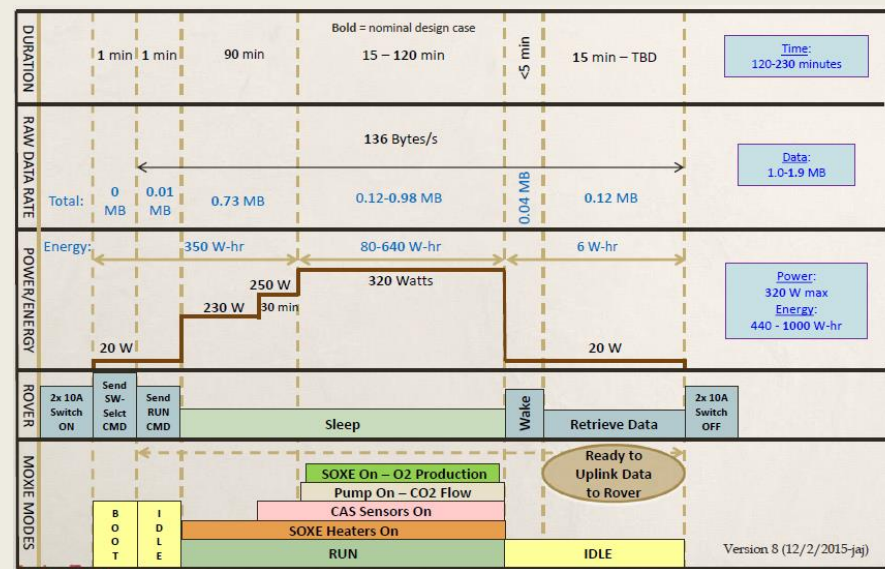 Bold = nominal design case
DURATION
1 min
1 min
90 min
15 – 120 min
<5 min
15 min – TBD
Time:
120-230 minutes
RAW DATA RATE
136 Bytes/s
Total:
0
MB
0.01
MB
0.73 MB
0.12-0.98 MB
0.04 MB
0.12 MB
Data:
1.0-1.9 MB
POWER/ENERGY
Energy:
350 W-hr
80-640 W-hr
6 W-hr
20 W
230 W
250 W
30 min
320 Watts
20 W
Power:
320 W max
Energy:
440 - 1000 W-hr
ROVER
2x 10A
Switch
ON
Send
SW-
Selct
CMD
Send
RUN
CMD
Sleep
Wake
Retrieve Data
2x 10A
Switch
OFF
MOXIE MODES
BOOT
IDLE
SOXE On – O2 Production
Pump On – CO2 Flow
CAS Sensors On
SOXE Heaters On
RUN
Ready to
Uplink Data
to Rover
IDLE
Version 8 (12/2/2015-jaj)